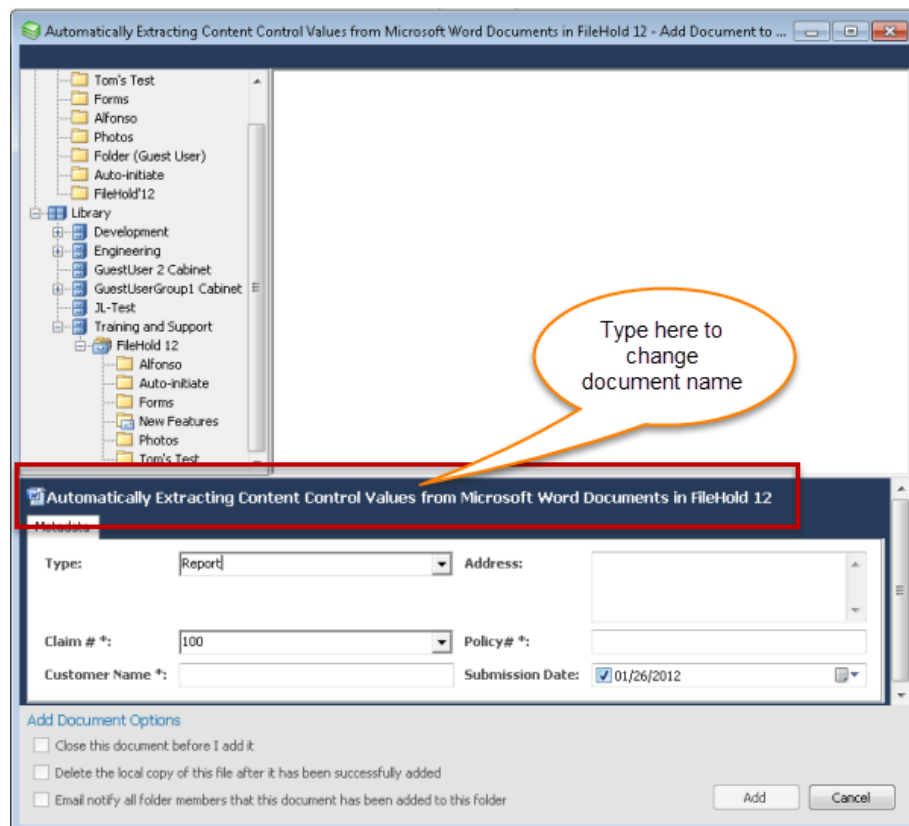 Automatically Extracting Content Control Values from Microsoft Word Documents in FileHold 12 - Add Document to ...
Tom's Test
Forms
Alfonso
Photos
Folder (Guest User)
Auto-initiate
FileHold'12
Library
Development
Engineering
GuestUser 2 Cabinet
GuestUserGroup1 Cabinet
JL-Test
Training and Support
FileHold 12
Alfonso
Auto-initiate
Forms
New Features
Photos
Tom's Test
Type here to
change
document name
Automatically Extracting Content Control Values from Microsoft Word Documents in FileHold 12
Metadata
Type: Report Address:
Claim # *: 100 Policy# *:
Customer Name *: Submission Date: 01/26/2012
Add Document Options
Close this document before I add it
Delete the local copy of this file after it has been successfully added
Email notify all folder members that this document has been added to this folder
Add Cancel